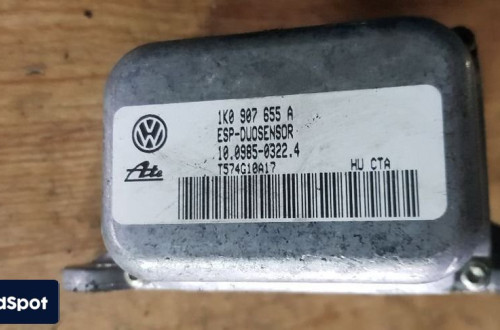 1K0 907 655 A
ESP-DUOSENSOR
10.0985-0322.4
T574G10A17
HU CTA
Ate
dSpot